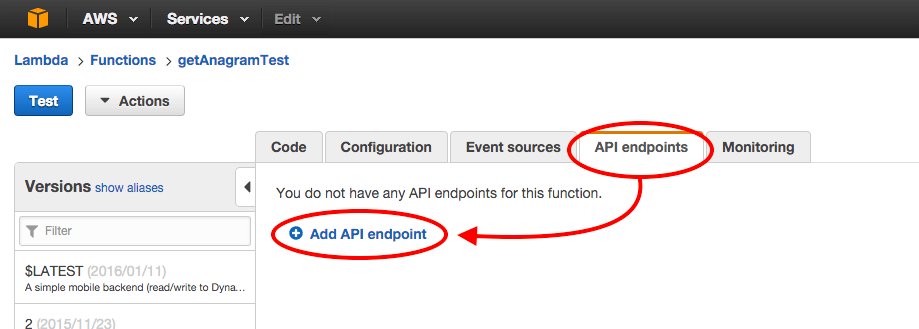 AWS Services Edit
Lambda Functions getAnagramTest
Test Actions
Code Configuration Event sources API endpoints Monitoring
Versions show aliases
You do not have any API endpoints for this function.
Filter
Add API endpoint
$LATEST (2016/01/11)
A simple mobile backend (read/write to Dyna...
2 (2015/11/23)